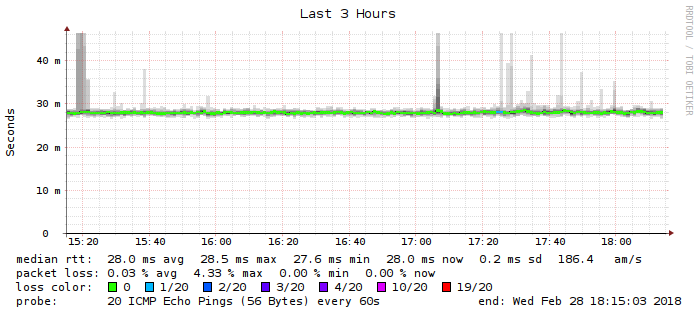 Last 3 Hours
RRDTOOL / TOBI OETIKER
Seconds
40 m
30 m
20 m
10 m
0
15:20 15:40 16:00 16:20 16:40 17:00 17:20 17:40 18:00
median rtt: 28.0 ms avg 28.5 ms max 27.6 ms min 28.0 ms now 0.2 ms sd 186.4 am/s
packet loss: 0.03 % avg 4.33 % max 0.00 % min 0.00 % now
loss color: 0 1/20 2/20 3/20 4/20 10/20 19/20
probe: 20 ICMP Echo Pings (56 Bytes) every 60s end: Wed Feb 28 18:15:03 2018